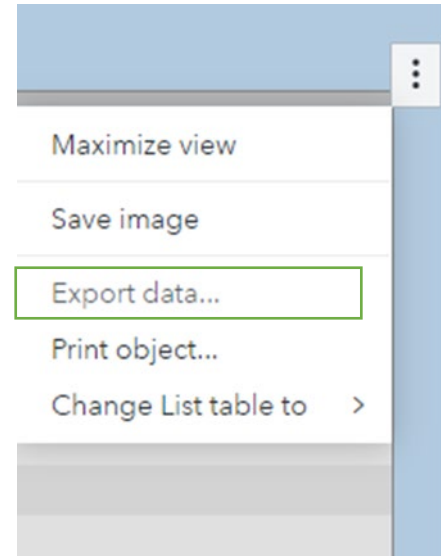 Maximize view
Save image
Export data...
Print object...
Change List table to